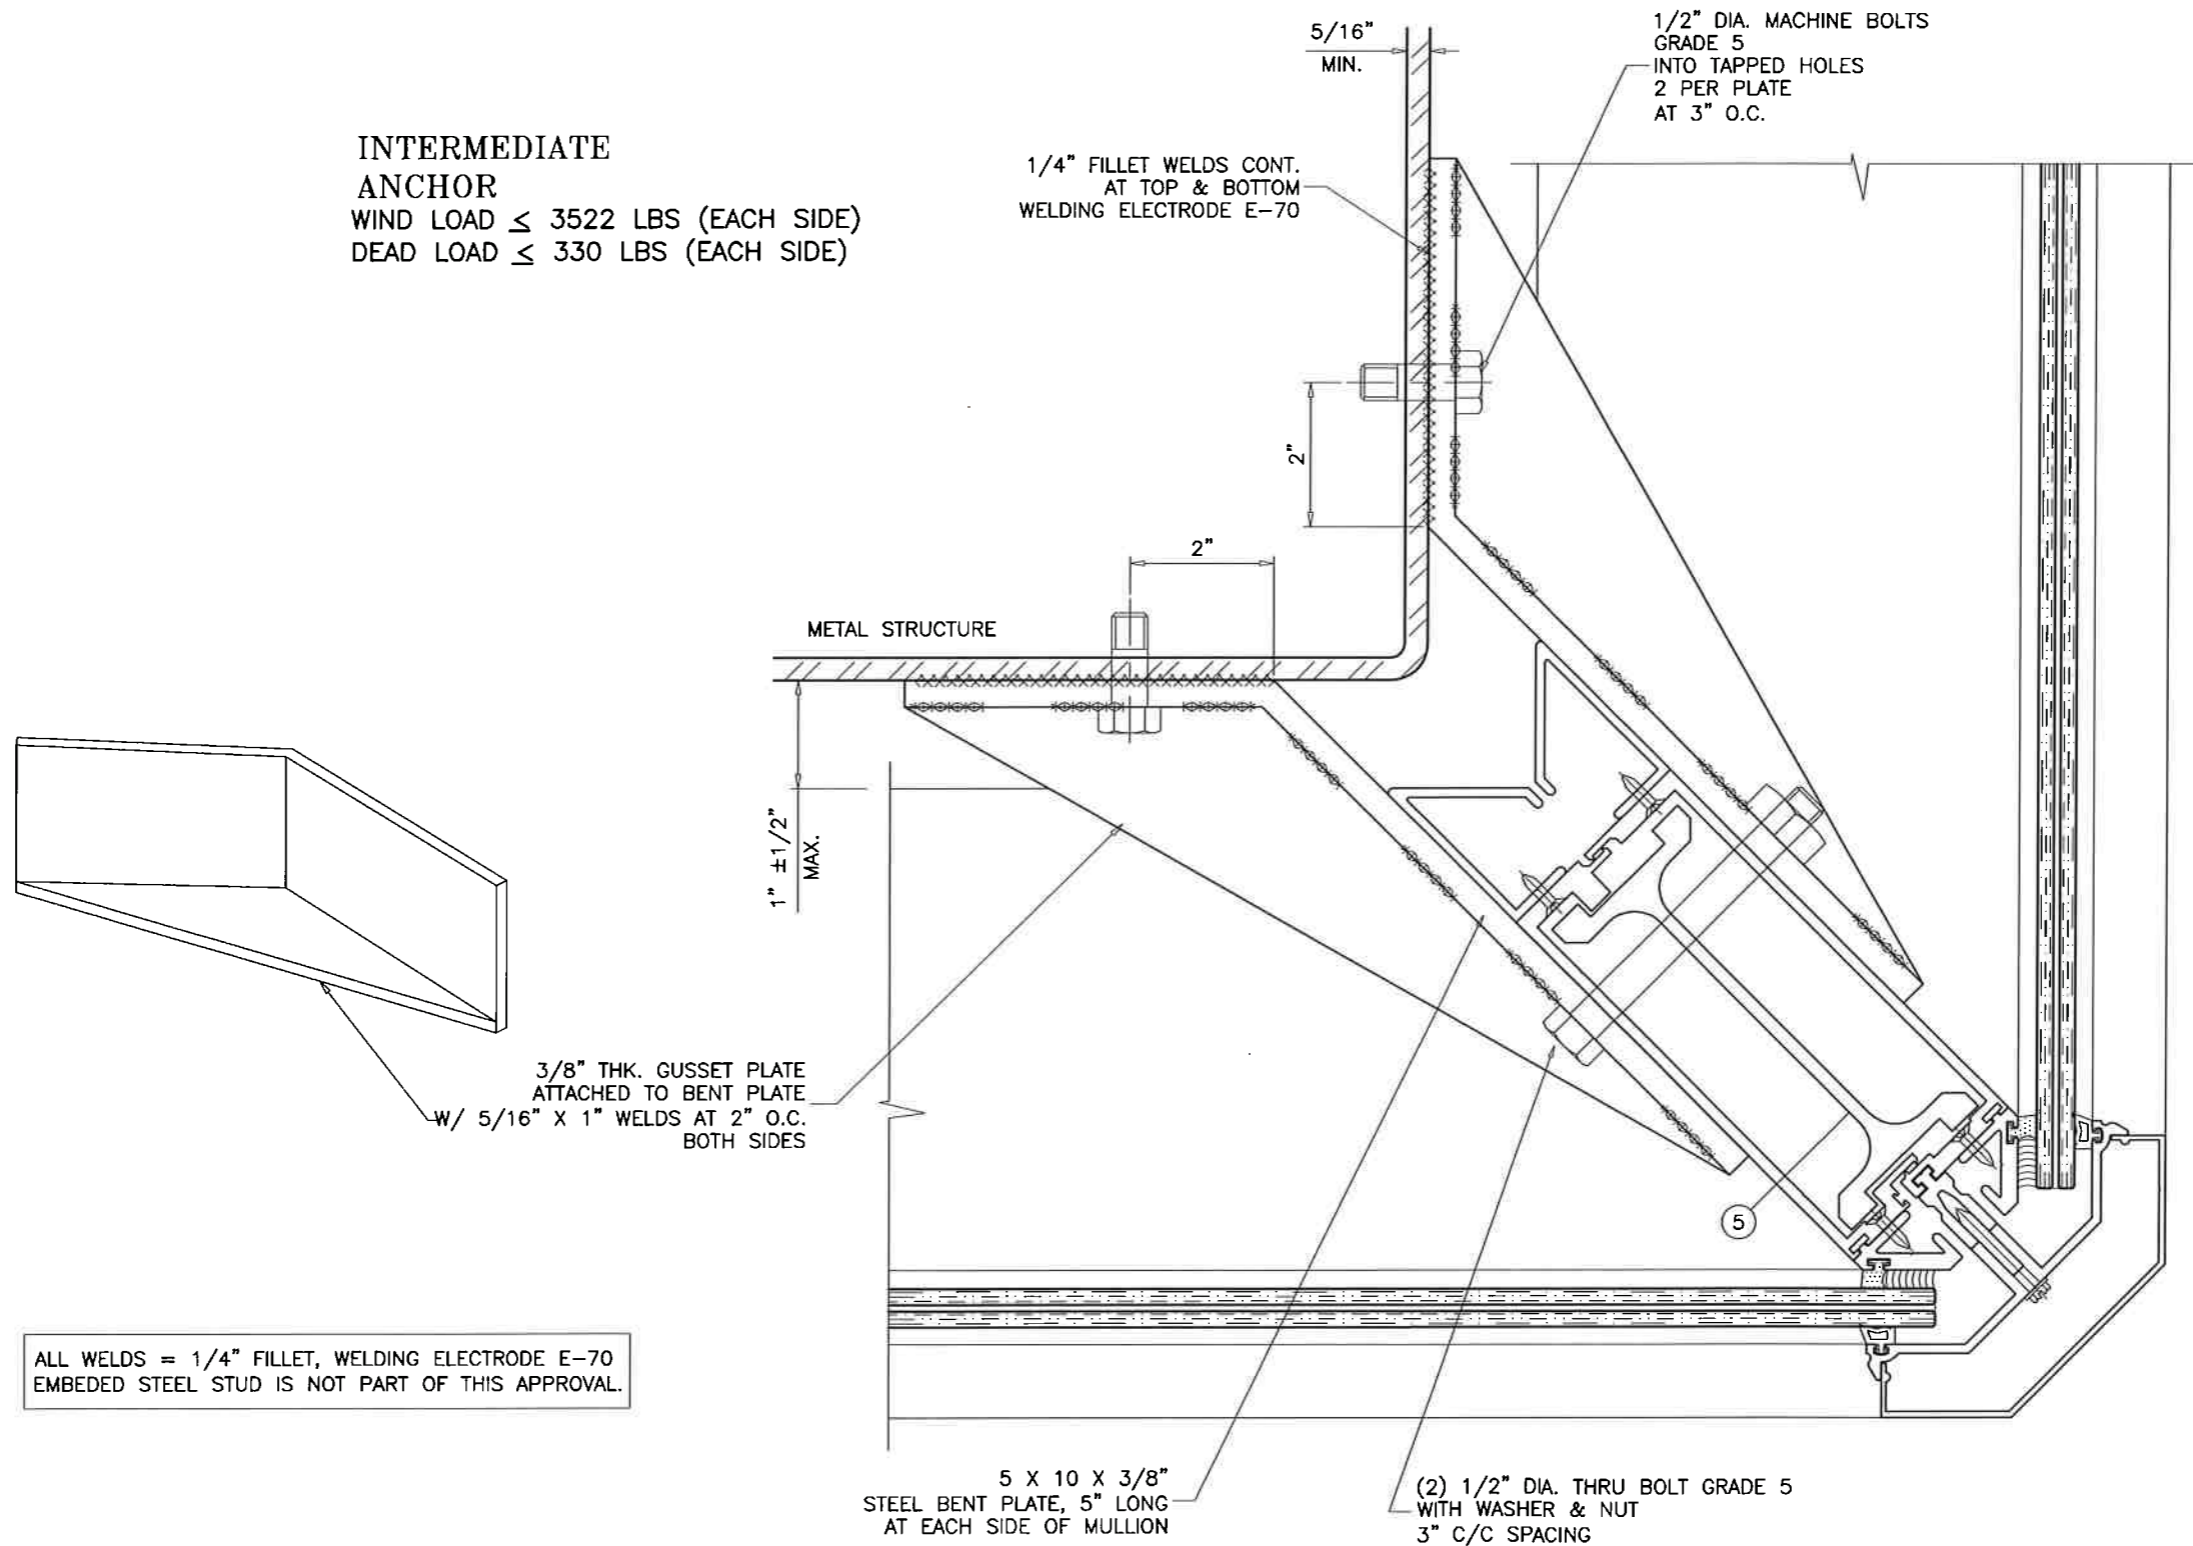 INTERMEDIATE
ANCHOR
WIND LOAD ≤ 3522 LBS (EACH SIDE)
DEAD LOAD ≤ 330 LBS (EACH SIDE)
5/16"
MIN.
1/2" DIA. MACHINE BOLTS
GRADE 5
INTO TAPPED HOLES
2 PER PLATE
AT 3" O.C.
1/4" FILLET WELDS CONT.
AT TOP & BOTTOM
WELDING ELECTRODE E-70
2"
2"
METAL STRUCTURE
1" ±1/2"
MAX.
3/8" THK. GUSSET PLATE
ATTACHED TO BENT PLATE
W/ 5/16" X 1" WELDS AT 2" O.C.
BOTH SIDES
5
ALL WELDS = 1/4" FILLET, WELDING ELECTRODE E-70
EMBEDED STEEL STUD IS NOT PART OF THIS APPROVAL.
5 X 10 X 3/8"
STEEL BENT PLATE, 5" LONG
AT EACH SIDE OF MULLION
(2) 1/2" DIA. THRU BOLT GRADE 5
WITH WASHER & NUT
3" C/C SPACING